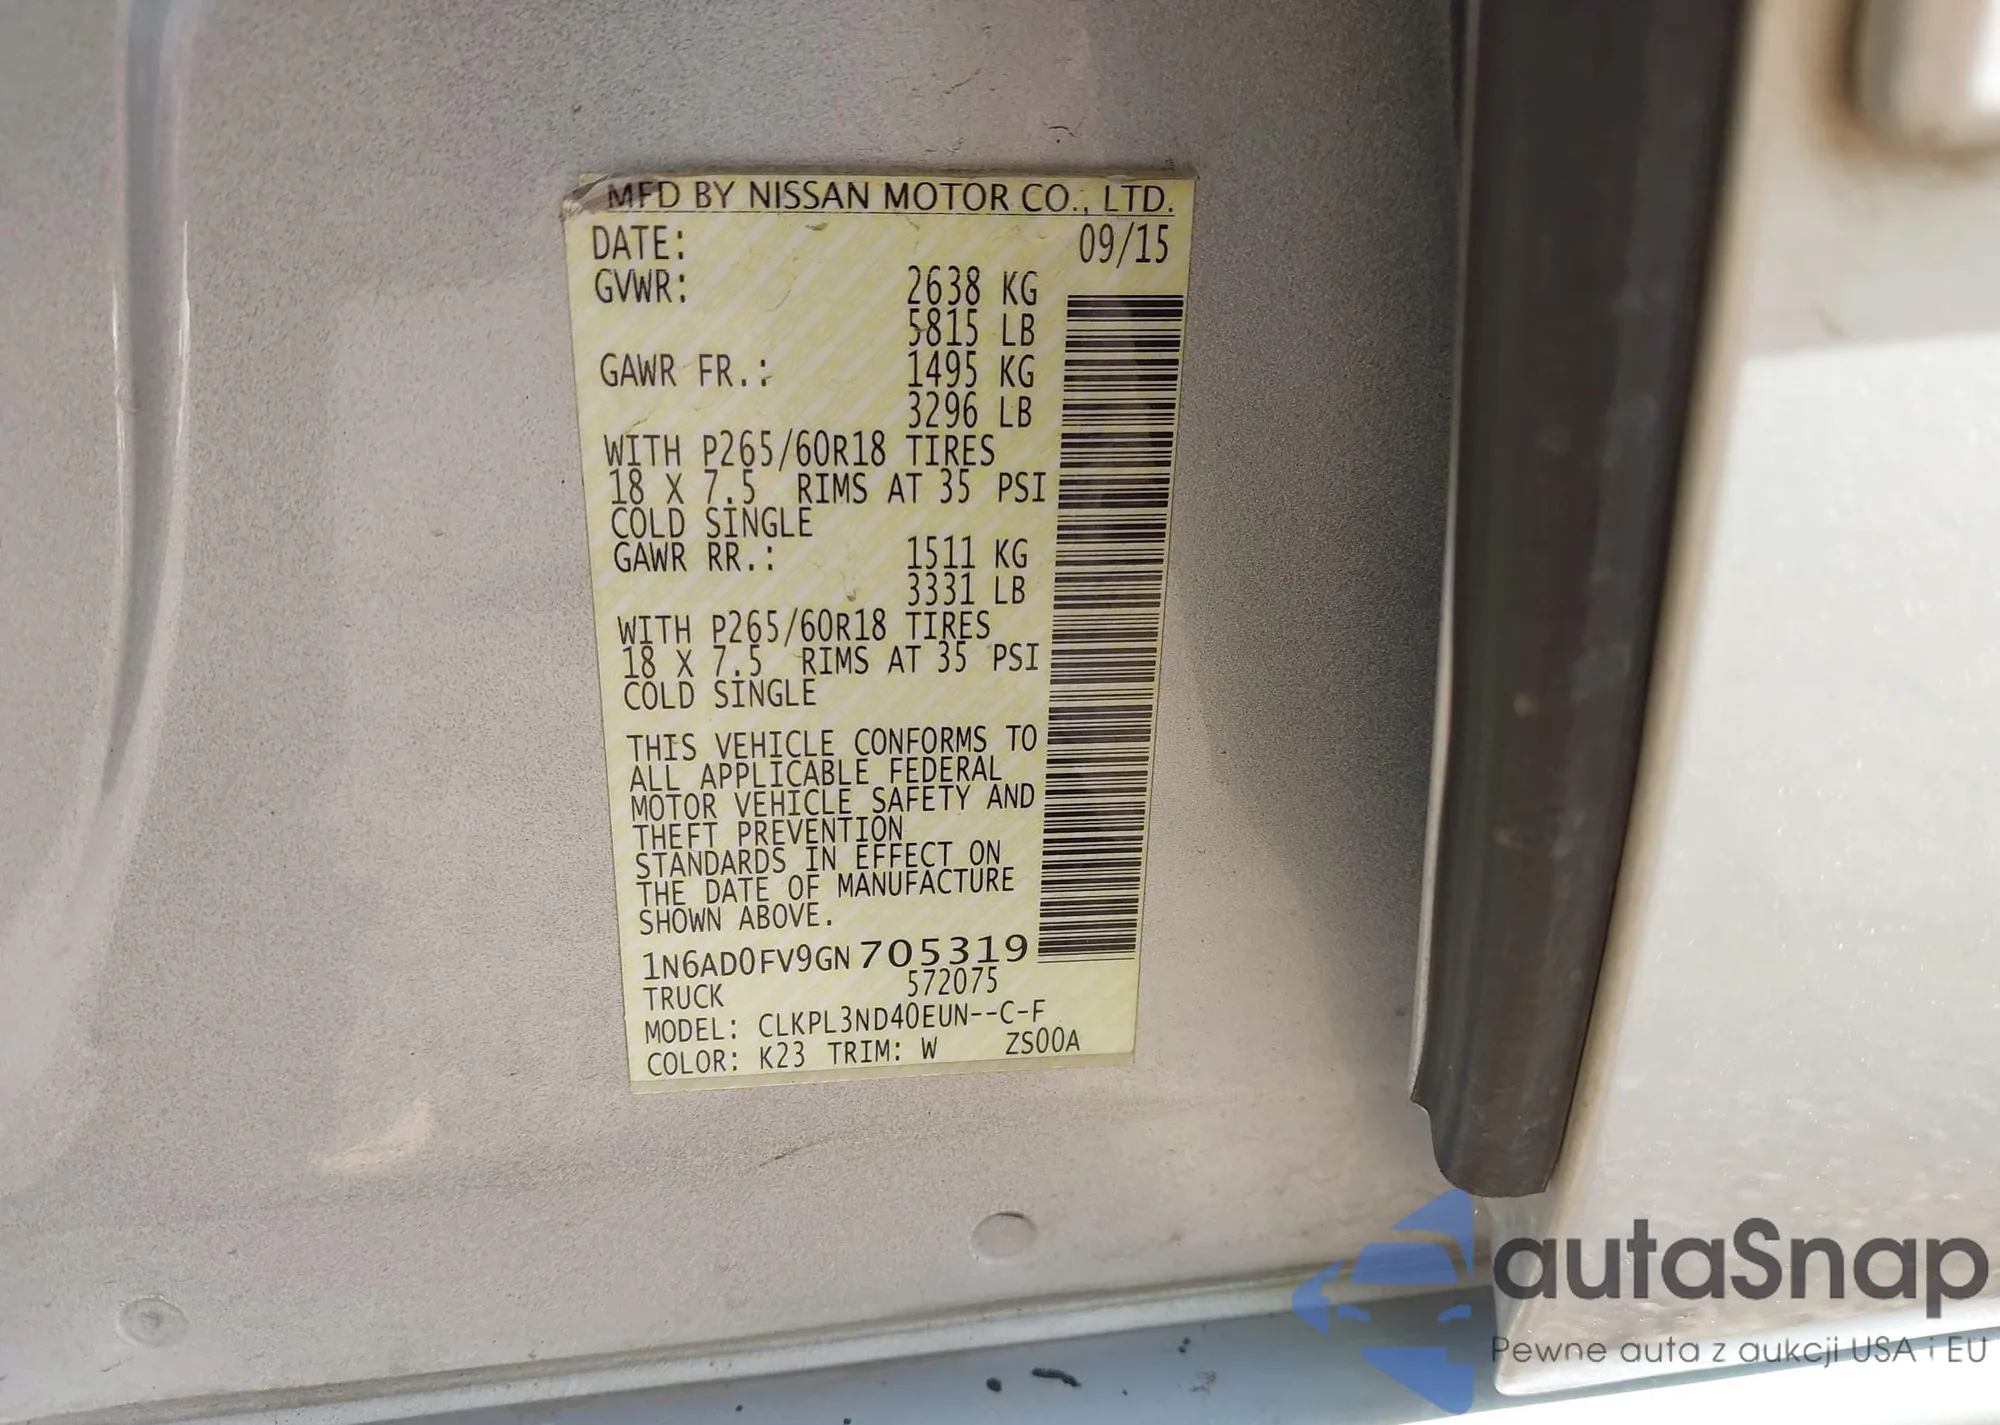 MFD BY NISSAN MOTOR CO., LTD.
DATE: 09/15
GVWR: 2638 KG
5815 LB
GAWR FR.: 1495 KG
3296 LB
WITH P265/60R18 TIRES
18 X 7.5 RIMS AT 35 PSI
COLD SINGLE
GAWR RR.: 1511 KG
3331 LB
WITH P265/60R18 TIRES
18 X 7.5 RIMS AT 35 PSI
COLD SINGLE
THIS VEHICLE CONFORMS TO
ALL APPLICABLE FEDERAL
MOTOR VEHICLE SAFETY AND
THEFT PREVENTION
STANDARDS IN EFFECT ON
THE DATE OF MANUFACTURE
SHOWN ABOVE.
1N6AD0FV9GN 705319
TRUCK 572075
MODEL: CLKPL3ND40EUN--C-F
COLOR: K23 TRIM: W ZS00A
autaSnap
Pewne auta z aukcji USA i EU